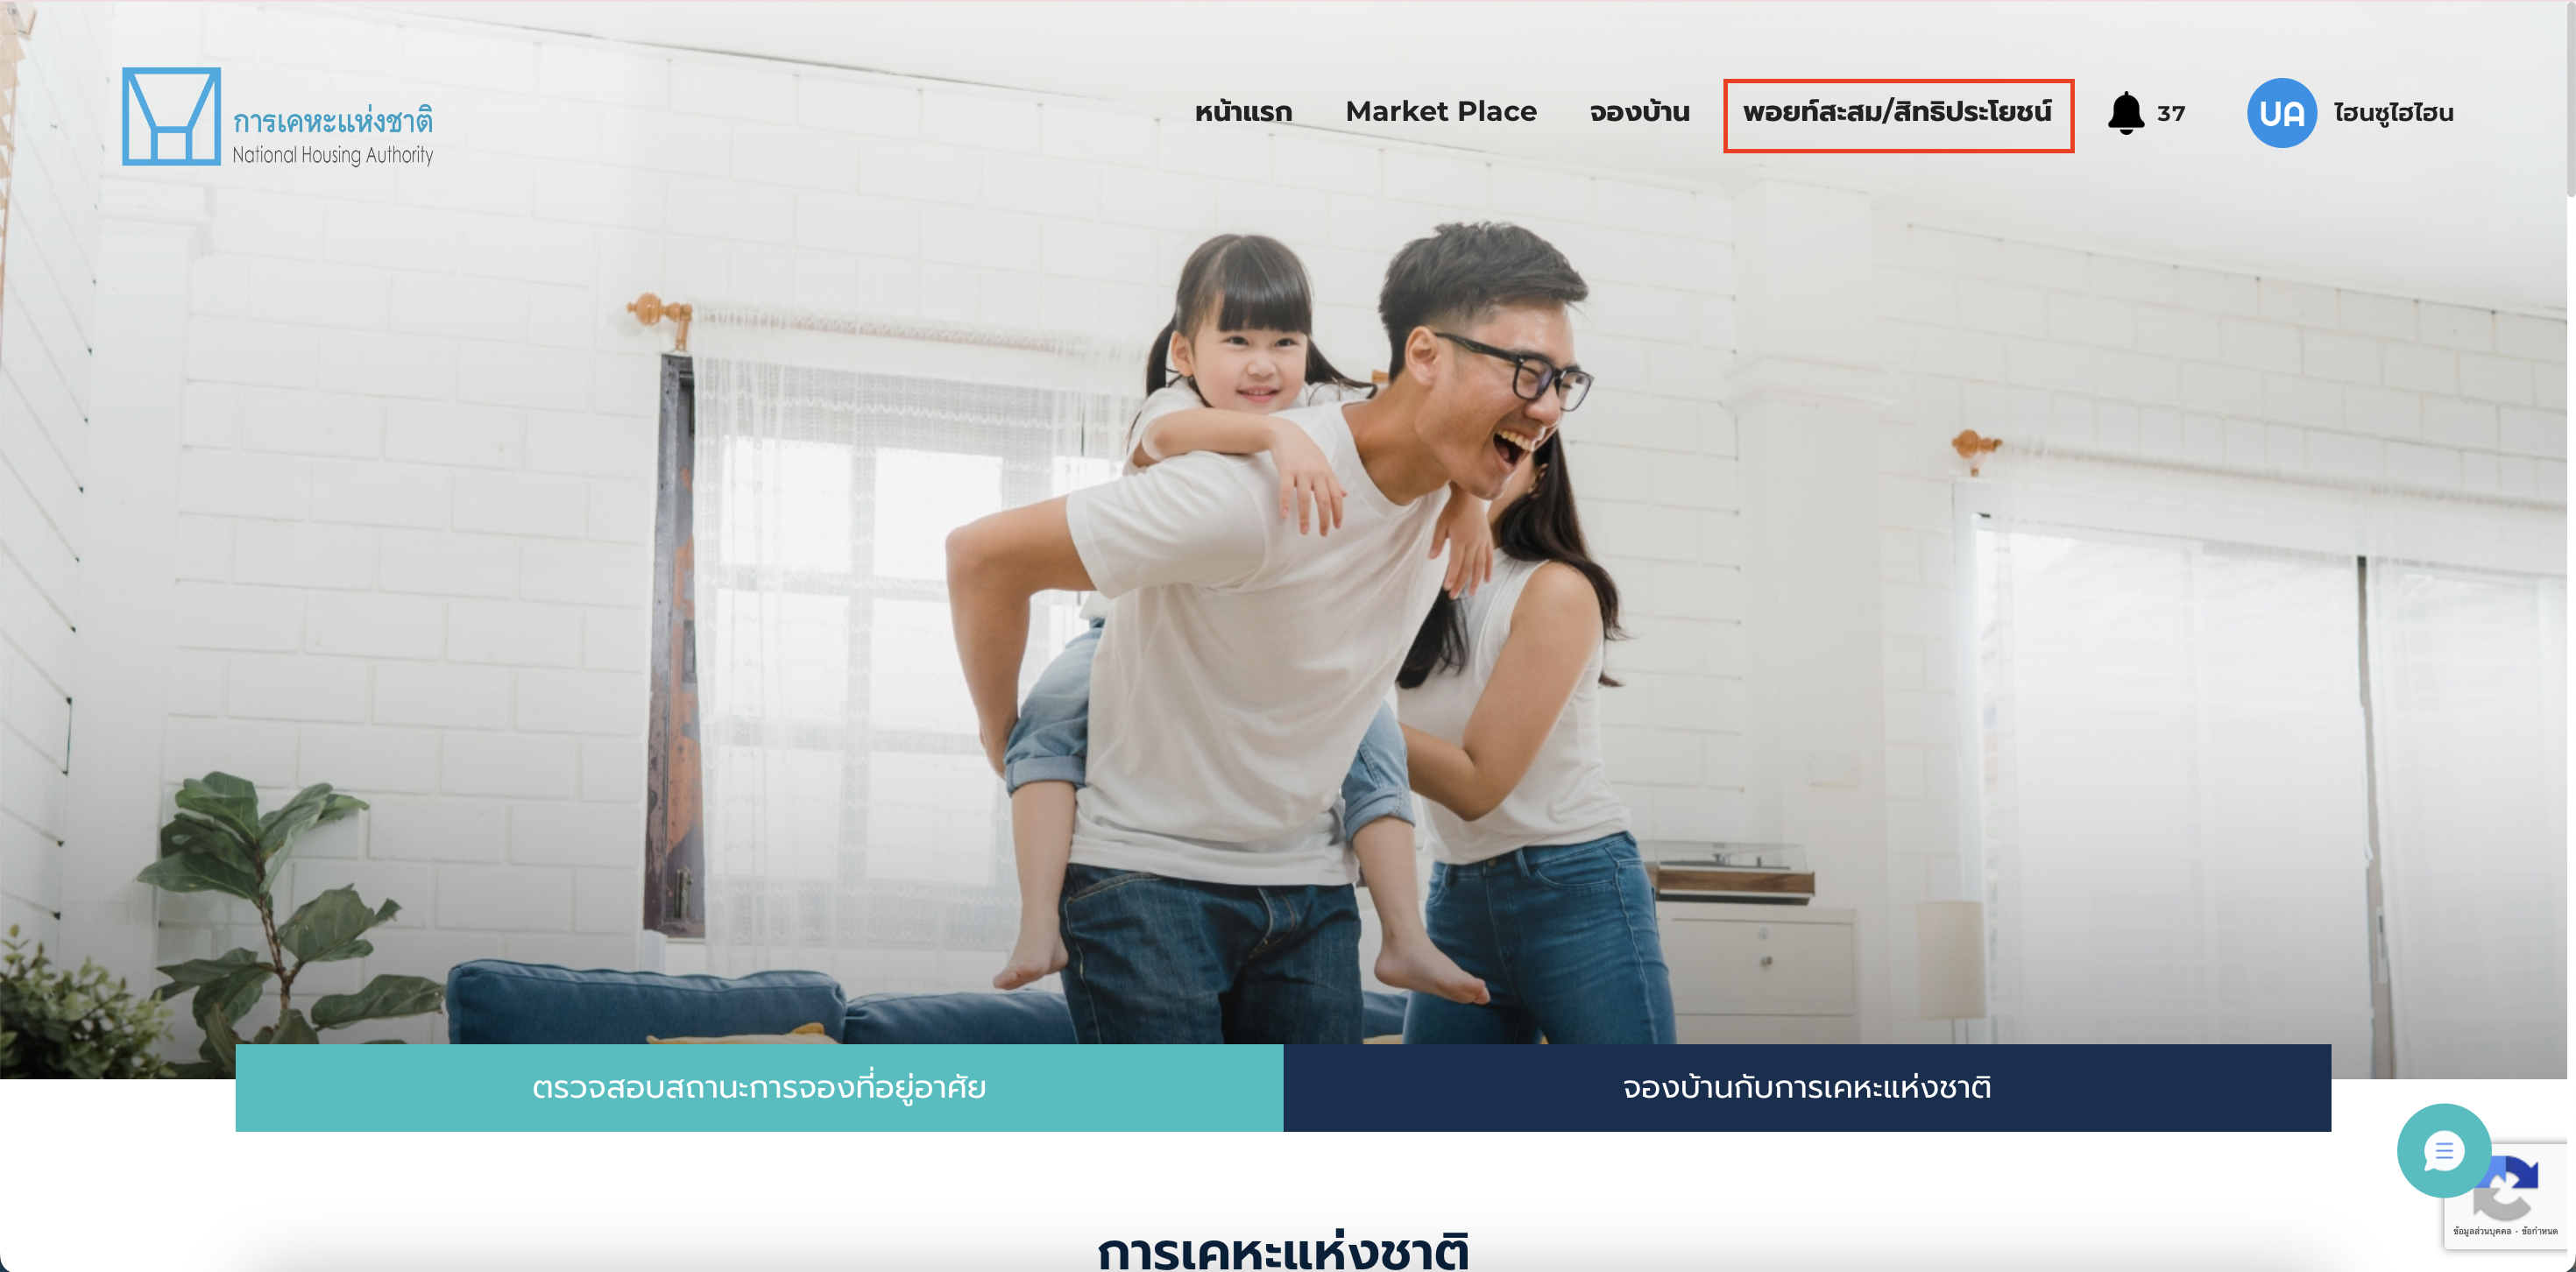 การเคหะแห่งชาติ
National Housing Authority
หน้าแรก
Market Place
จองบ้าน
พอยท์สะสม/สิทธิประโยชน์
37
UA
ไฮนซูไฮไฮน
ตรวจสอบสถานะการจองที่อยู่อาศัย
จองบ้านกับการเคหะแห่งชาติ
การเคหะแห่งชาติ
ข้อมูลส่วนบุคคล - ข้อกำหนด